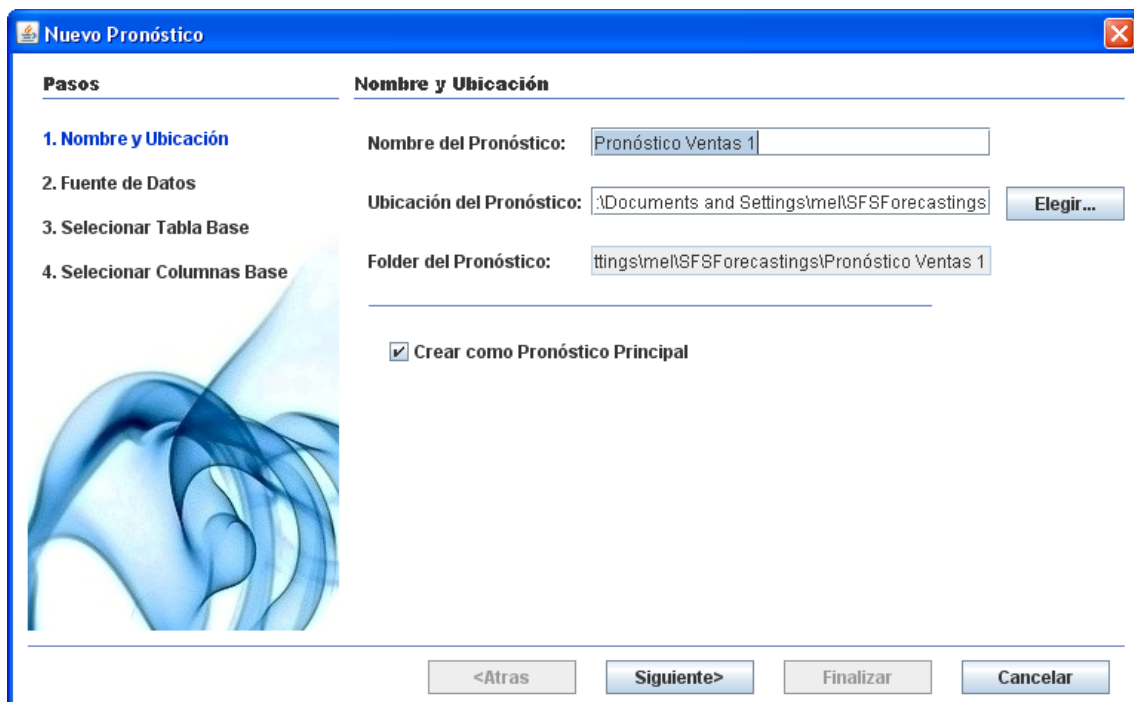 Nuevo Pronóstico
Pasos
1. Nombre y Ubicación
2. Fuente de Datos
3. Selecionar Tabla Base
4. Selecionar Columnas Base
Nombre y Ubicación
Nombre del Pronóstico: Pronóstico Ventas 1
Ubicación del Pronóstico: :\Documents and Settings\mel\SFSForecastings Elegir...
Folder del Pronóstico: ttings\mel\SFSForecastings\Pronóstico Ventas 1
Crear como Pronóstico Principal
<Atras Siguiente> Finalizar Cancelar